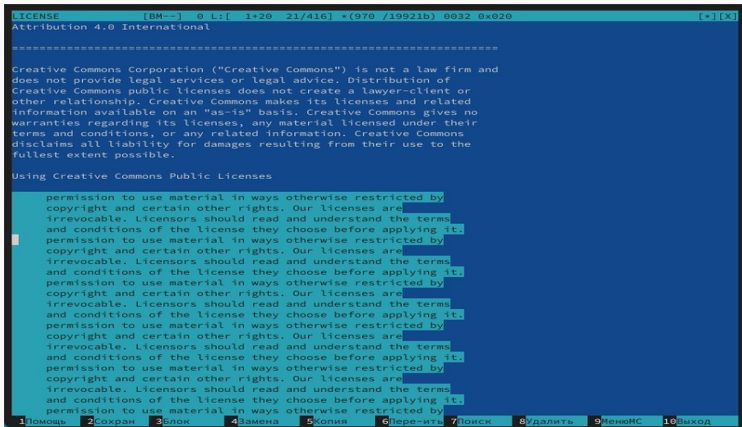 LICENSE [BM--] 0 L:[ 1+20 21/416] *(970 /19921b) 0032 0x020 [*][X]
Attribution 4.0 International
=======================================================================
Creative Commons Corporation ("Creative Commons") is not a law firm and
does not provide legal services or legal advice. Distribution of
Creative Commons public licenses does not create a lawyer-client or
other relationship. Creative Commons makes its licenses and related
information available on an "as-is" basis. Creative Commons gives no
warranties regarding its licenses, any material licensed under their
terms and conditions, or any related information. Creative Commons
disclaims all liability for damages resulting from their use to the
fullest extent possible.
Using Creative Commons Public Licenses
permission to use material in ways otherwise restricted by
copyright and certain other rights. Our licenses are
irrevocable. Licensors should read and understand the terms
and conditions of the license they choose before applying it.
permission to use material in ways otherwise restricted by
copyright and certain other rights. Our licenses are
irrevocable. Licensors should read and understand the terms
and conditions of the license they choose before applying it.
permission to use material in ways otherwise restricted by
copyright and certain other rights. Our licenses are
irrevocable. Licensors should read and understand the terms
and conditions of the license they choose before applying it.
permission to use material in ways otherwise restricted by
copyright and certain other rights. Our licenses are
irrevocable. Licensors should read and understand the terms
and conditions of the license they choose before applying it.
permission to use material in ways otherwise restricted by
copyright and certain other rights. Our licenses are
irrevocable. Licensors should read and understand the terms
and conditions of the license they choose before applying it.
permission to use material in ways otherwise restricted by
1Помощь 2Сохран 3Блок 4Замена 5Копия 6Пере~ить 7Поиск 8Удалить 9МенюMC 10Выход